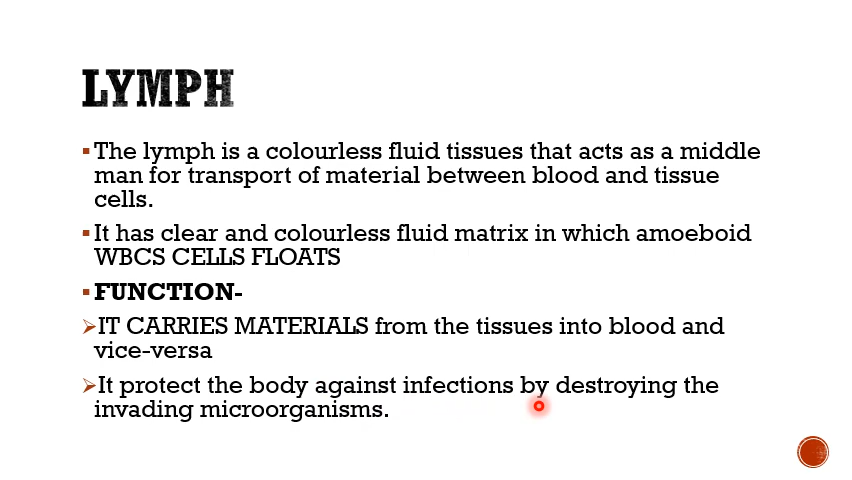 LYMPH
The lymph is a colourless fluid tissues that acts as a middle
man for transport of material between blood and tissue
cells.
It has clear and colourless fluid matrix in which amoeboid
WBCS CELLS FLOATS
FUNCTION-
IT CARRIES MATERIALS from the tissues into blood and
vice-versa
It protect the body against infections by destroying the
invading microorganisms.